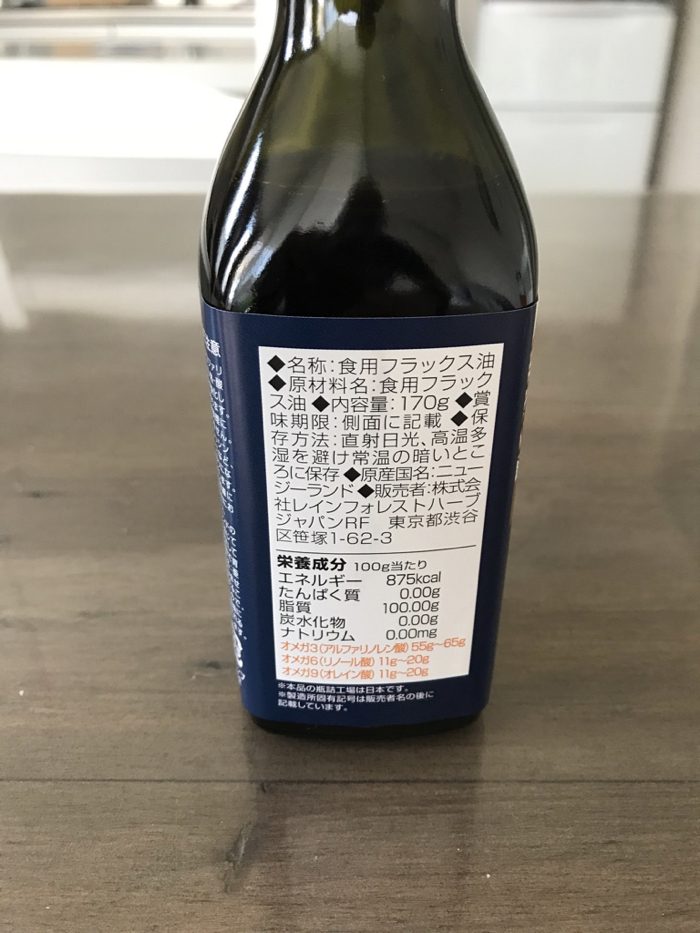 ◆名称:食用フラックス油
◆原材料名:食用フラック
ス油 ◆内容量:170g ◆賞
味期限:側面に記載 ◆保
存方法:直射日光、高温多
湿を避け常温の暗いとこ
ろに保存 ◆原産国名:ニュー
ジーランド ◆販売者:株式会
社レインフォレストハーブ
ジャパンRF 東京都渋谷
区笹塚1-62-3
栄養成分 100g当たり
エネルギー 875kcal
たんぱく質 0.00g
脂質 100.00g
炭水化物 0.00g
ナトリウム 0.00mg
オメガ3(アルファリノレン酸) 55g~65g
オメガ6(リノール酸) 11g~20g
オメガ9(オレイン酸) 11g~20g
※本品の瓶詰工場は日本です。
※製造所固有記号は販売者名の後に
記載しています。
注意